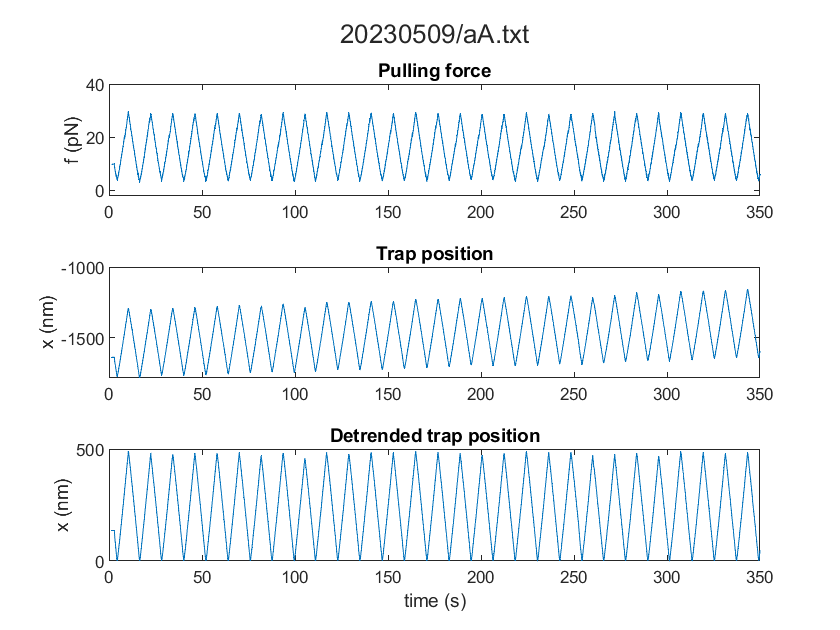 20230509/aA.txt
Pulling force
40
20
0
f (pN)
0 50 100 150 200 250 300 350
Trap position
-1000
-1500
x (nm)
0 50 100 150 200 250 300 350
Detrended trap position
500
0
x (nm)
0 50 100 150 200 250 300 350
time (s)